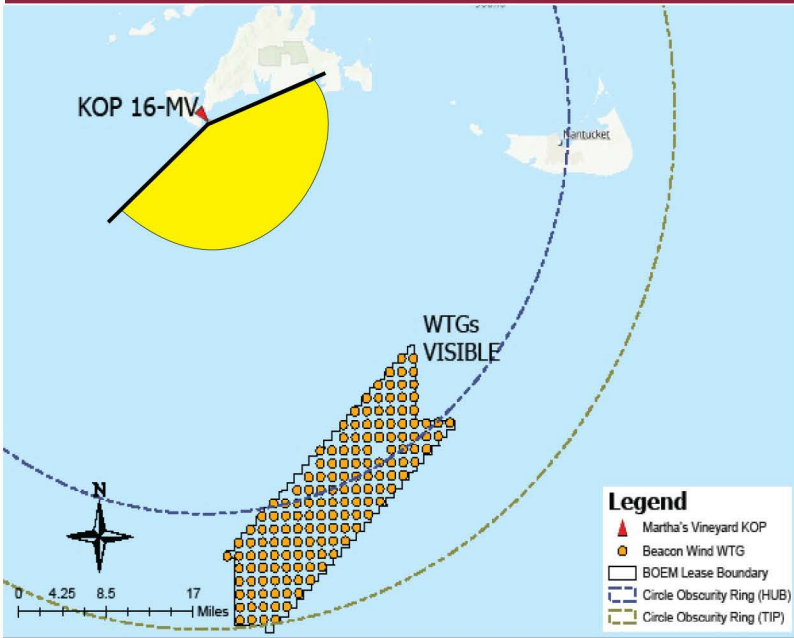 KOP 16-MV
Nantucket
WTGs
VISIBLE
N
0 4.25 8.5 17
Miles
Legend
Martha's Vineyard KOP
Beacon Wind WTG
BOEM Lease Boundary
Circle Obscurity Ring (HUB)
Circle Obscurity Ring (TIP)